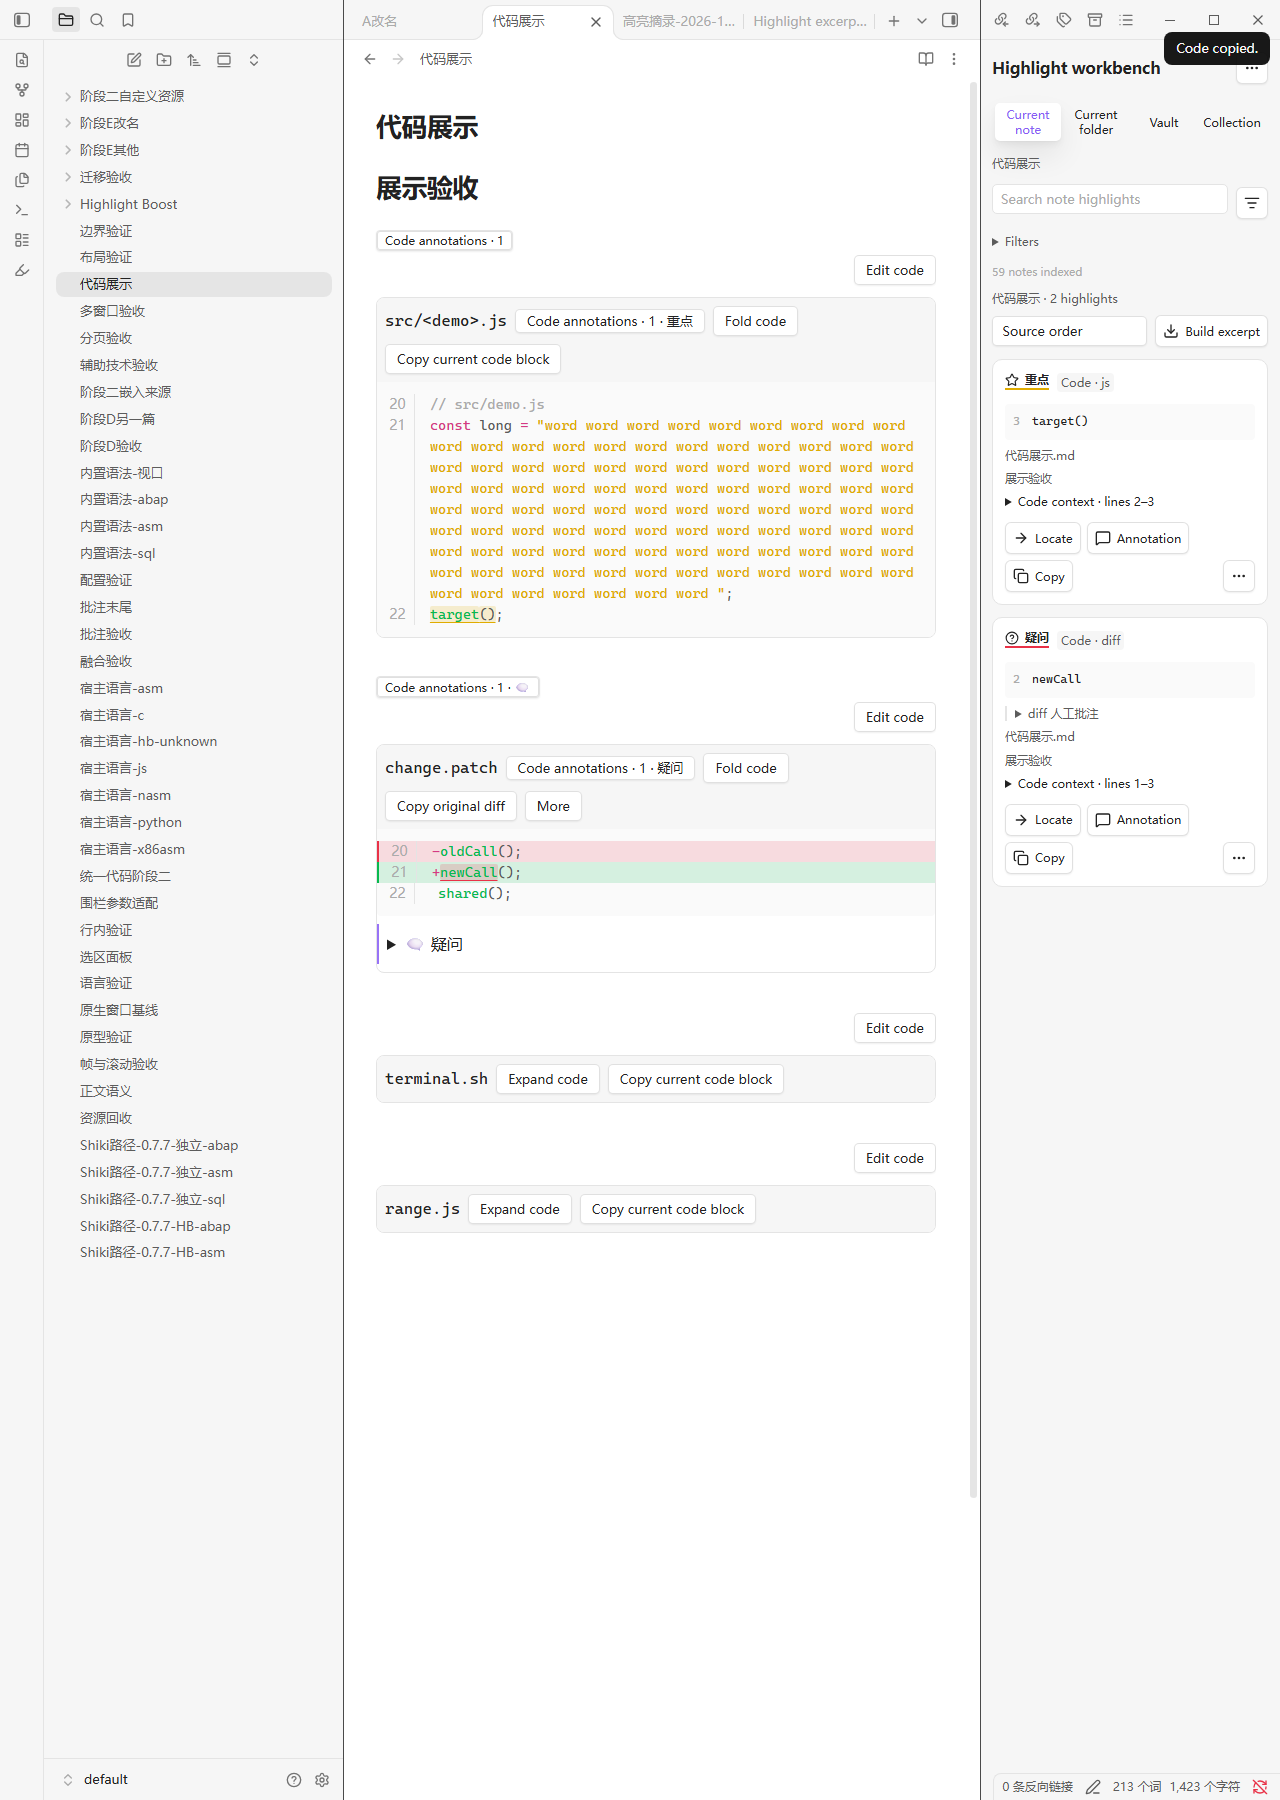 A改名
代码展示
高亮摘录-2026-1...
Highlight excerp...
Code copied.
代码展示
阶段二自定义资源
阶段E改名
阶段E其他
迁移验收
Highlight Boost
边界验证
布局验证
代码展示
多窗口验收
分页验收
辅助技术验收
阶段二嵌入来源
阶段D另一篇
阶段D验收
内置语法-视口
内置语法-abap
内置语法-asm
内置语法-sql
配置验证
批注末尾
批注验收
融合验收
宿主语言-asm
宿主语言-c
宿主语言-hb-unknown
宿主语言-js
宿主语言-nasm
宿主语言-python
宿主语言-x86asm
统一代码阶段二
围栏参数适配
行内验证
选区面板
语言验证
原生窗口基线
原型验证
帧与滚动验收
正文语义
资源回收
Shiki路径-0.7.7-独立-abap
Shiki路径-0.7.7-独立-asm
Shiki路径-0.7.7-独立-sql
Shiki路径-0.7.7-HB-abap
Shiki路径-0.7.7-HB-asm
default
代码展示
展示验收
Code annotations · 1
Edit code
src/<demo>.js Code annotations · 1 · 重点 Fold code
Copy current code block
20 // src/demo.js
21 const long = "word word word word word word word word word
word word word word word word word word word word word word
word word word word word word word word word word word word
word word word word word word word word word word word word
word word word word word word word word word word word word
word word word word word word word word word word word word
word word word word word word word word word word word word
word word word word word word word word word word word word
word word word word word word word ";
22 target();
Code annotations · 1 ·
Edit code
change.patch Code annotations · 1 · 疑问 Fold code
Copy original diff More
20 -oldCall();
21 +newCall();
22 shared();
疑问
Edit code
terminal.sh Expand code Copy current code block
Edit code
range.js Expand code Copy current code block
Highlight workbench
Current note
Current folder
Vault
Collection
代码展示
Search note highlights
Filters
59 notes indexed
代码展示 · 2 highlights
Source order
Build excerpt
重点 Code · js
3 target()
代码展示.md
展示验收
Code context · lines 2–3
Locate Annotation
Copy
疑问 Code · diff
2 newCall
diff 人工批注
代码展示.md
展示验收
Code context · lines 1–3
Locate Annotation
Copy
0 条反向链接 213 个词 1,423 个字符